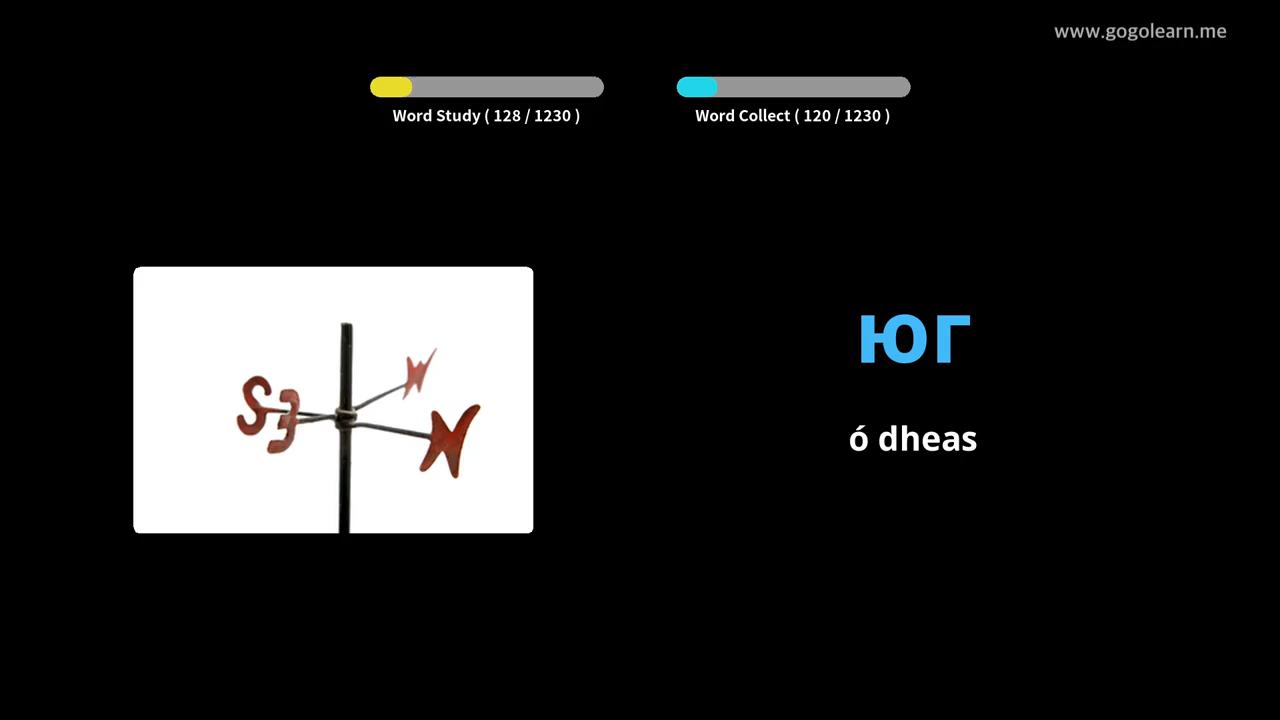 www.gogolearn.me
Word Study ( 128 / 1230 )
Word Collect ( 120 / 1230 )
юг
ó dheas
S E N W